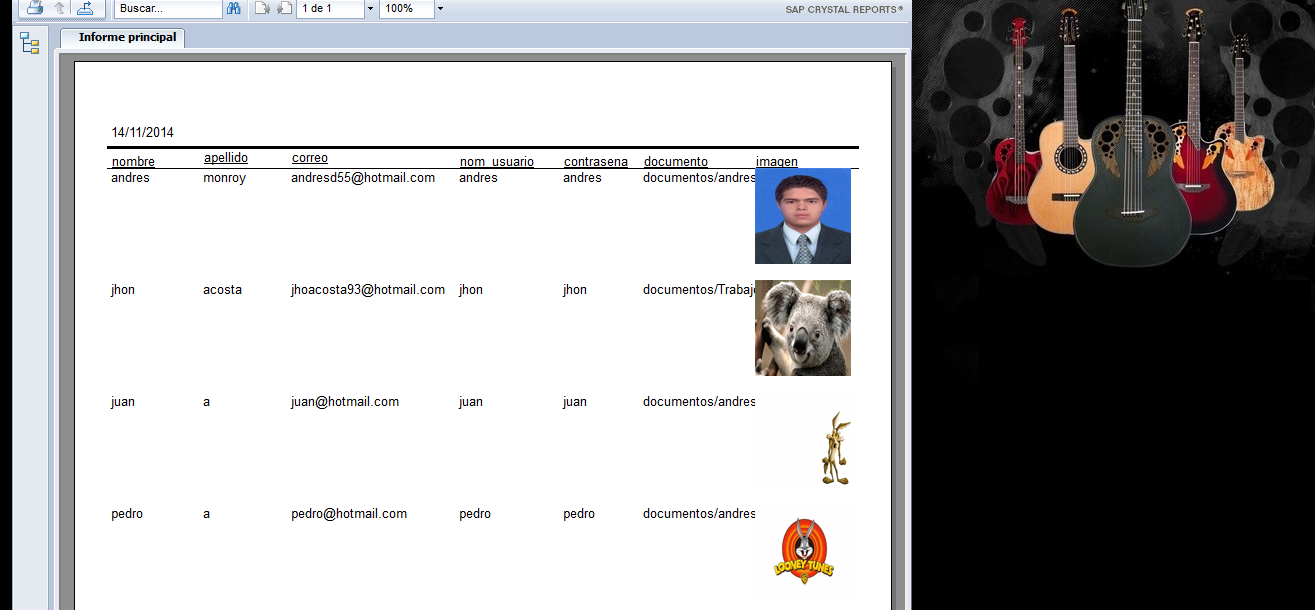 Buscar... 1 de 1 100% SAP CRYSTAL REPORTS®
Informe principal
14/11/2014
nombre apellido correo nom_usuario contrasena documento imagen
andres monroy andresd55@hotmail.com andres andres documentos/andres
jhon acosta jhoacosta93@hotmail.com jhon jhon documentos/Trabajo
juan a juan@hotmail.com juan juan documentos/andres
pedro a pedro@hotmail.com pedro pedro documentos/andres
LOONEY TUNES